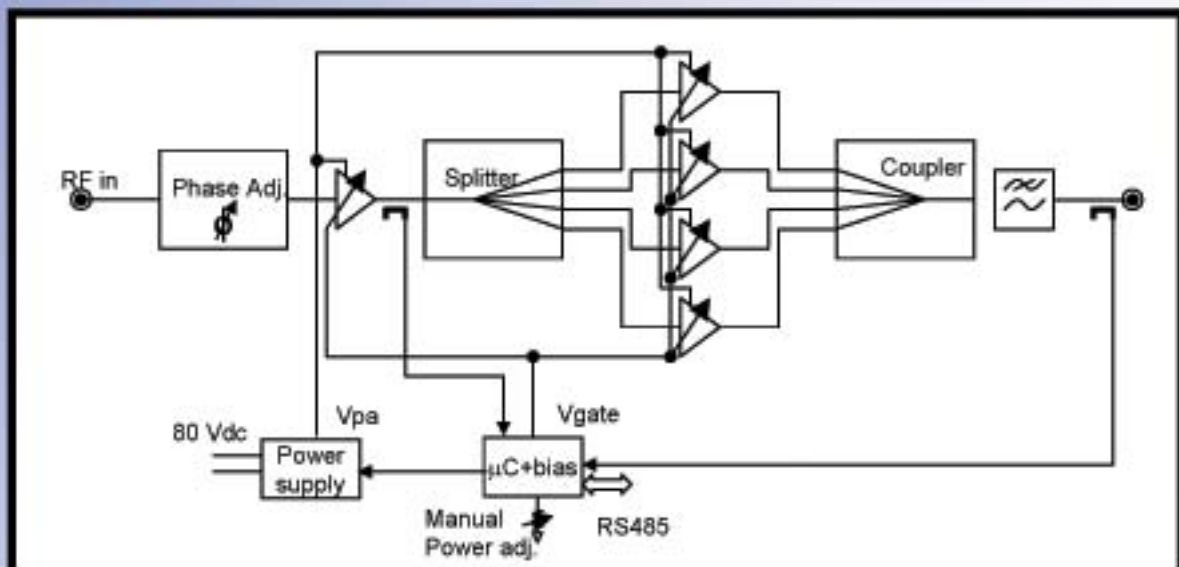 RF in
Phase Adj.
Splitter
Coupler
Vpa
Vgate
80 Vdc
Power
supply
μC+bias
Manual
Power adj.
RS485